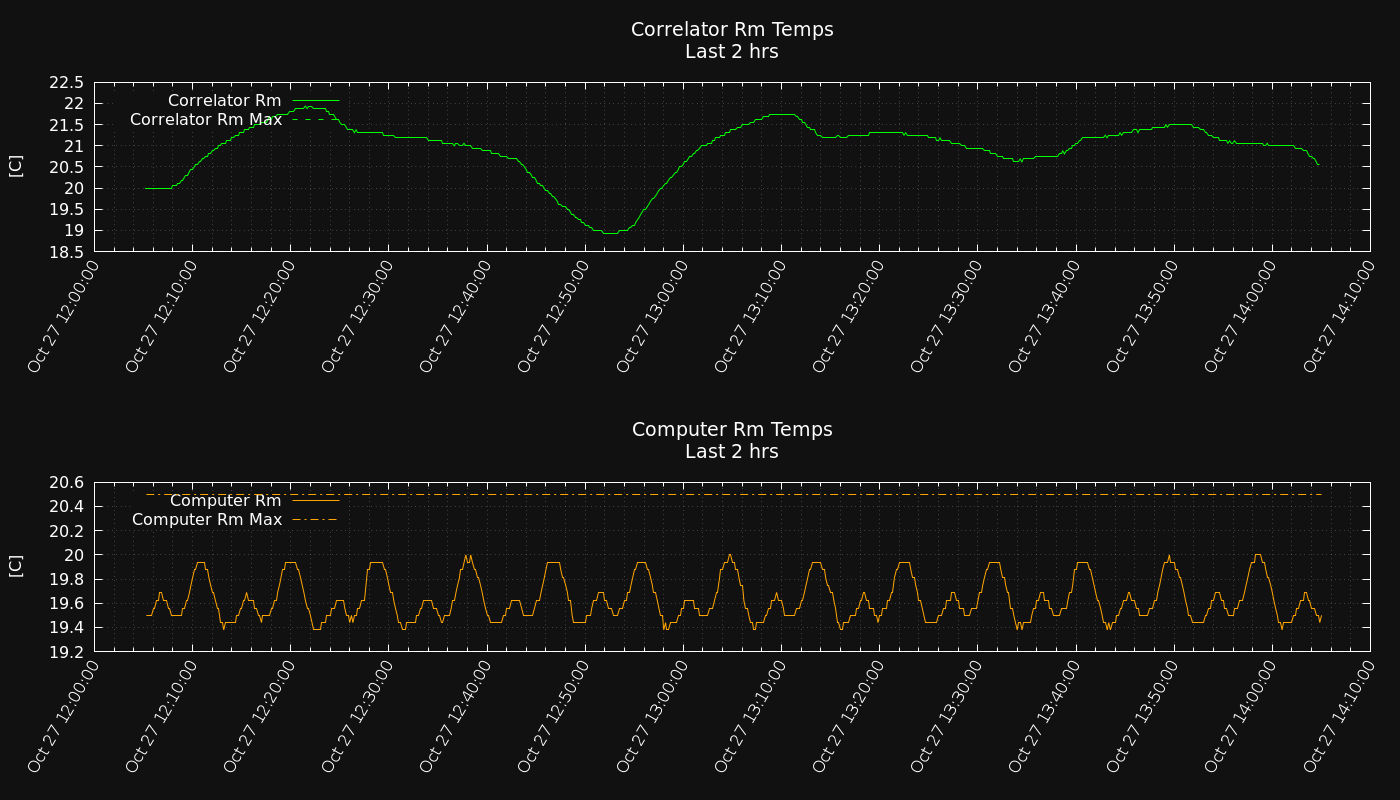 Correlator Rm Temps
Last 2 hrs
22.5
22
21.5
21
20.5
20
19.5
19
18.5
[C]
Correlator Rm
Correlator Rm Max
Oct 27 12:00:00
Oct 27 12:10:00
Oct 27 12:20:00
Oct 27 12:30:00
Oct 27 12:40:00
Oct 27 12:50:00
Oct 27 13:00:00
Oct 27 13:10:00
Oct 27 13:20:00
Oct 27 13:30:00
Oct 27 13:40:00
Oct 27 13:50:00
Oct 27 14:00:00
Oct 27 14:10:00
Computer Rm Temps
Last 2 hrs
20.6
20.4
20.2
20
19.8
19.6
19.4
19.2
[C]
Computer Rm
Computer Rm Max
Oct 27 12:00:00
Oct 27 12:10:00
Oct 27 12:20:00
Oct 27 12:30:00
Oct 27 12:40:00
Oct 27 12:50:00
Oct 27 13:00:00
Oct 27 13:10:00
Oct 27 13:20:00
Oct 27 13:30:00
Oct 27 13:40:00
Oct 27 13:50:00
Oct 27 14:00:00
Oct 27 14:10:00